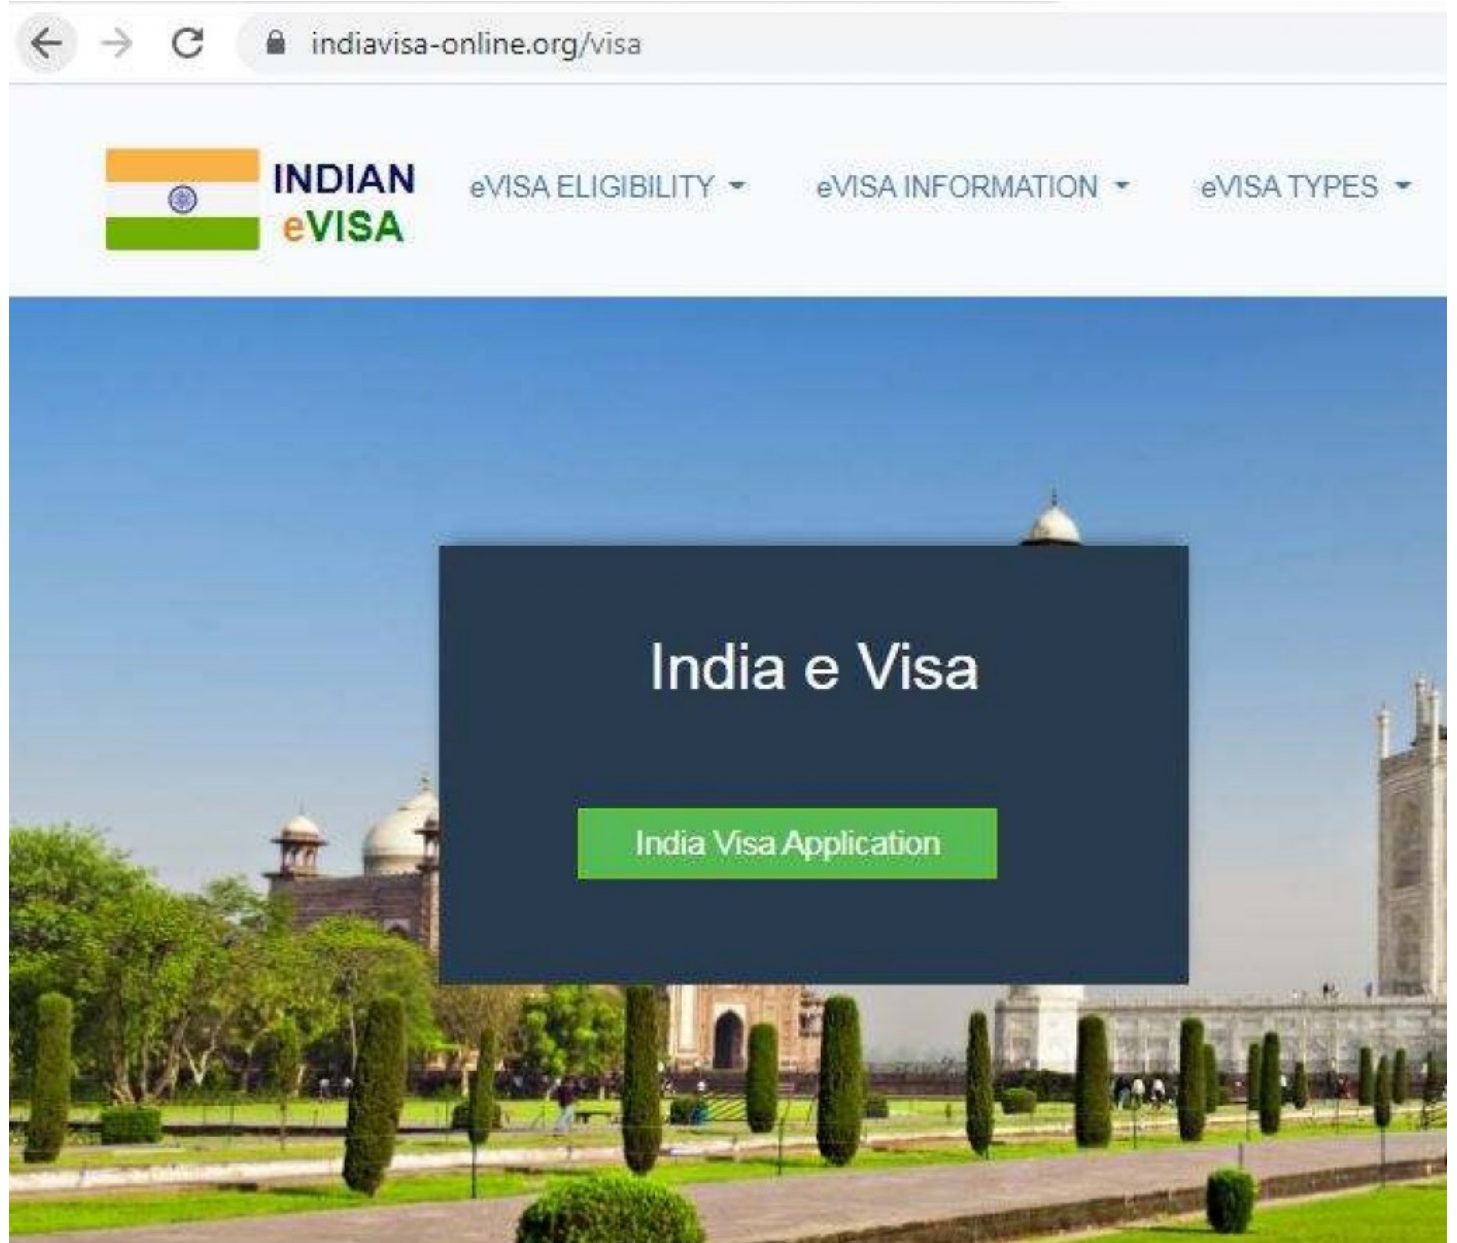 indiavisa-online.org/visa
INDIAN
eVISA
eVISA ELIGIBILITY
eVISA INFORMATION
eVISA TYPES
India e Visa
India Visa Application